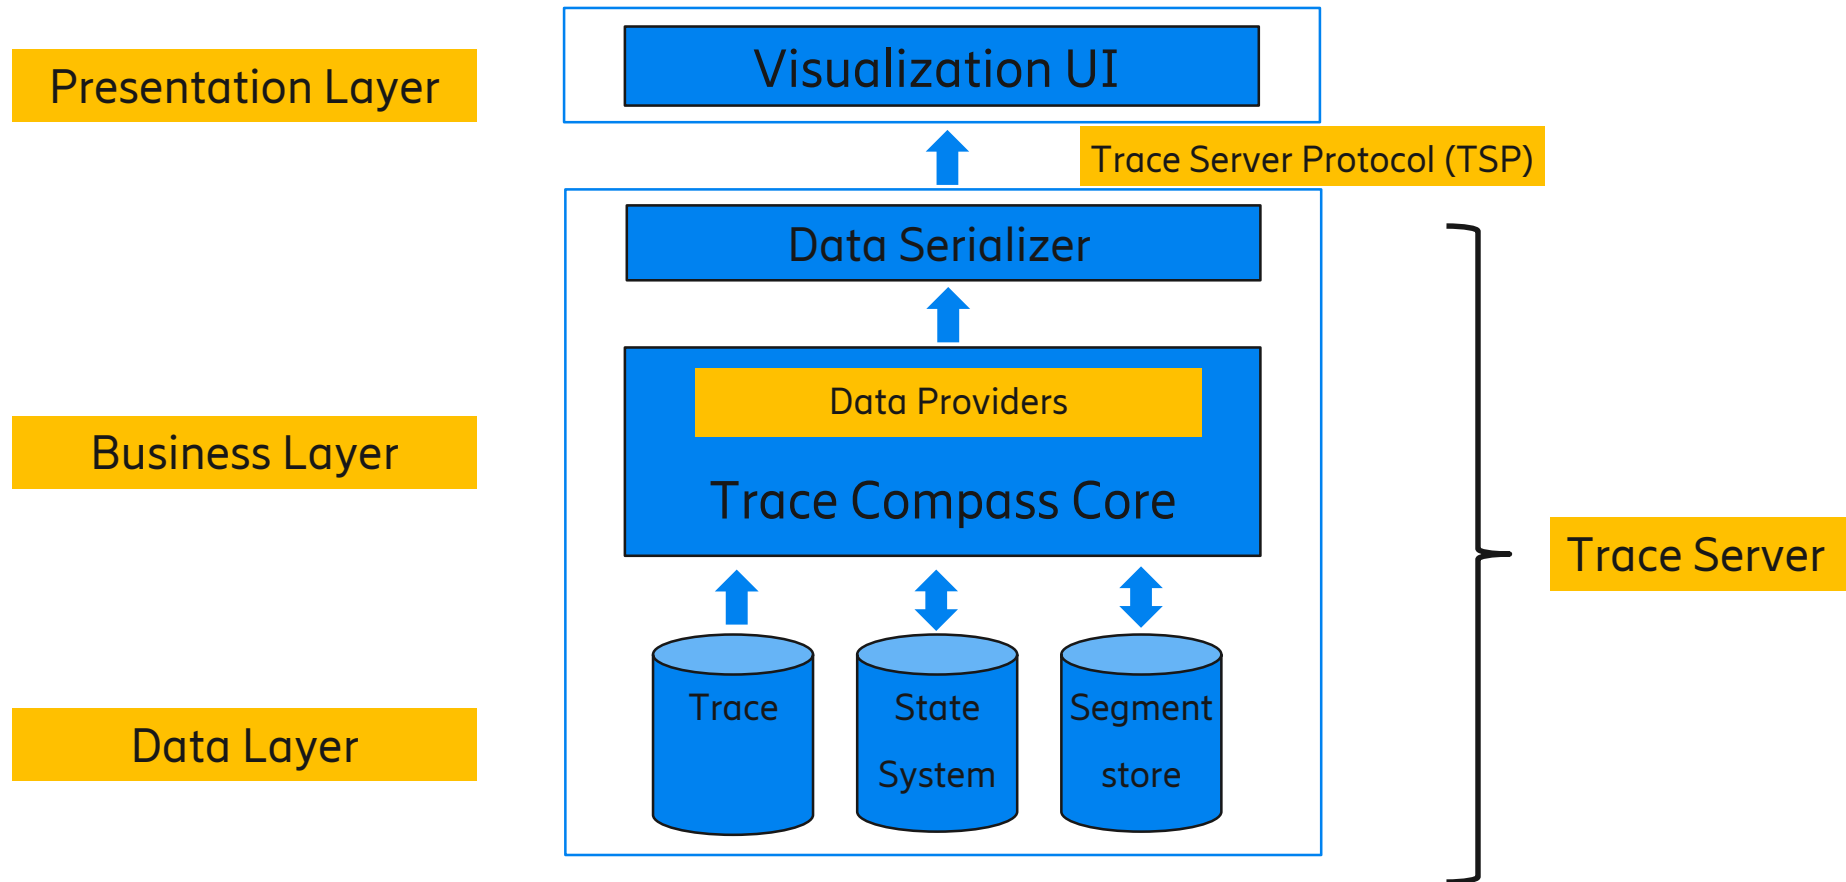 Presentation Layer
Visualization UI
Trace Server Protocol (TSP)
Data Serializer
Data Providers
Business Layer
Trace Compass Core
Trace Server
Trace
State
System
Segment
store
Data Layer